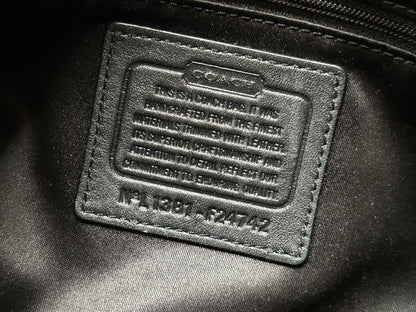 COACH
THIS IS A COACH BAG. IT WAS
HANDCRAFTED FROM THE FINEST
MATERIALS TRIMMED WITH LEATHER.
ITS SUPERIOR CRAFTSMANSHIP AND
ATTENTION TO DETAIL REFLECT OUR
COMMITMENT TO ENDURING QUALITY.
Nº L1381-F24742